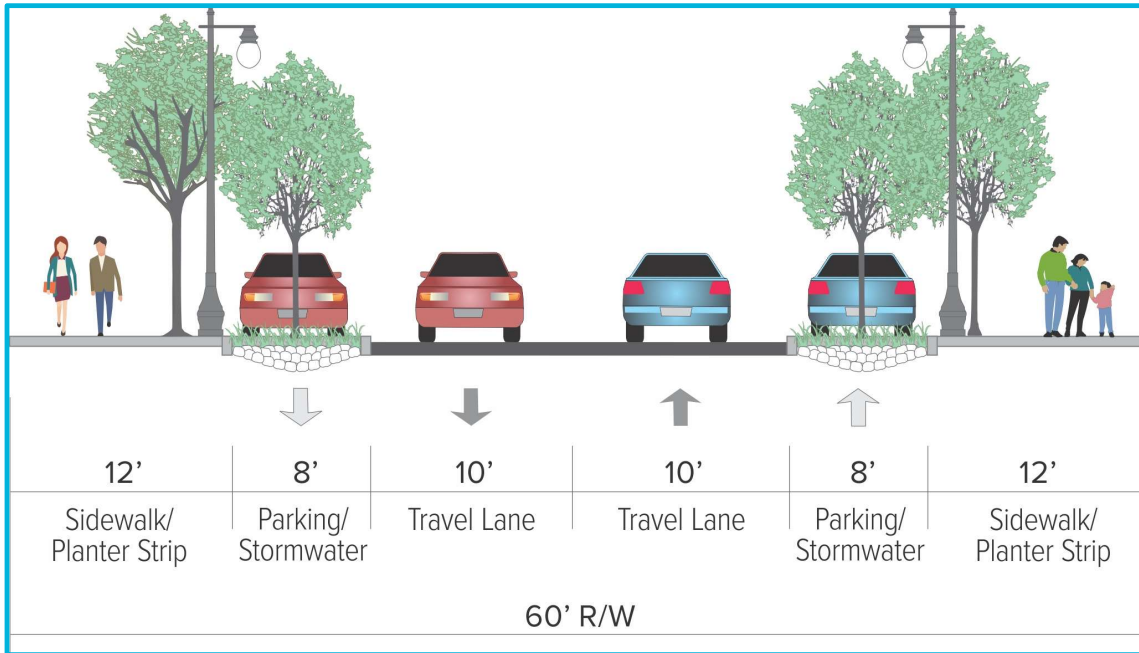 12’ 8’ 10’ 10’ 8’ 12’
Sidewalk/ Parking/ Travel Lane Travel Lane Parking/ Sidewalk/
Planter Strip Stormwater Stormwater Planter Strip
60’ R/W